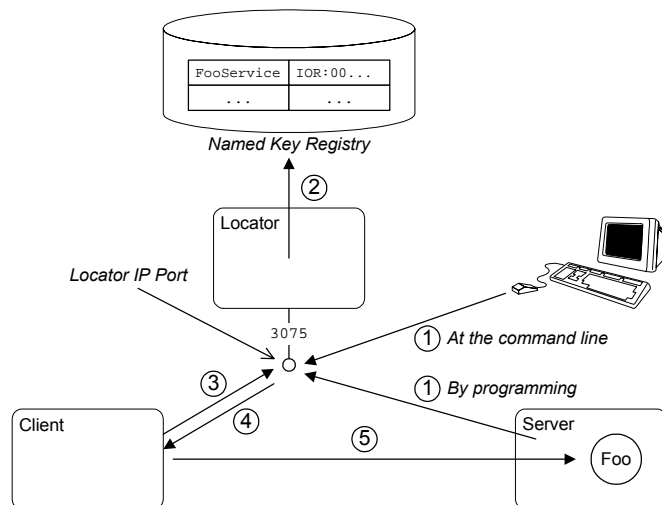 FooService IOR:00...
... ...
Named Key Registry
2
Locator
Locator IP Port
3075
1 At the command line
1 By programming
3
4
Client
5
Server
Foo